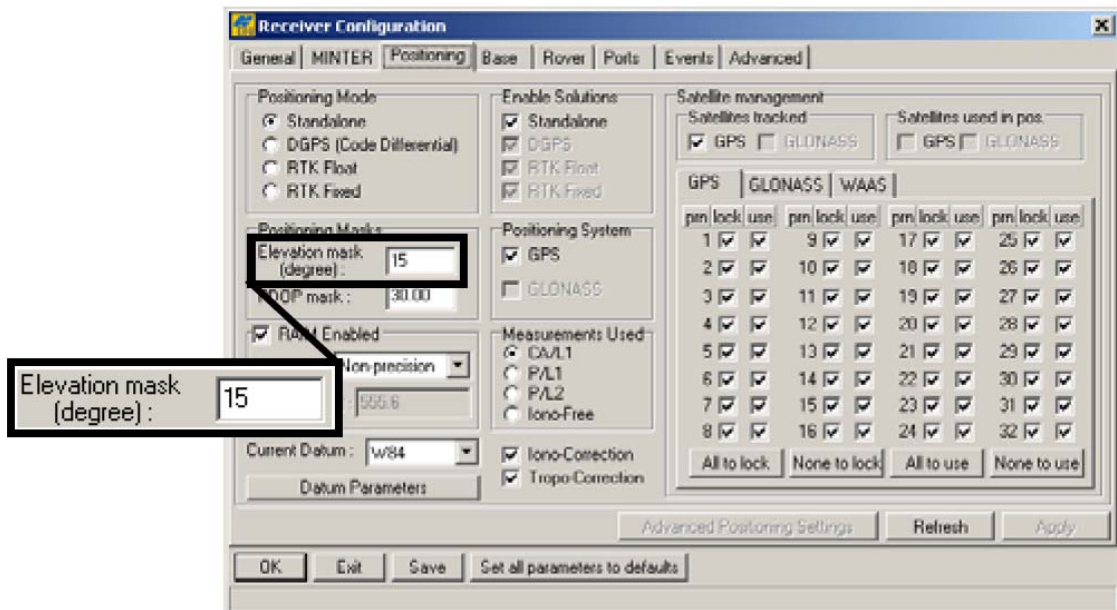 Receiver Configuration
General MINTER Positioning Base Rover Ports Events Advanced
Positioning Mode
Standalone
DGPS (Code Differential)
RTK Float
RTK Fixed
Enable Solutions
Standalone
DGPS
RTK Float
RTK Fixed
Satellite management
Satellites tracked
GPS GLONASS
Satellites used in pos.
GPS GLONASS
Positioning Masks
Elevation mask
(degree) : 15
PDOP mask : 30.00
Positioning System
GPS
GLONASS
RAIM Enabled
Non-precision
555.6
Measurements Used
CA/L1
P/L1
P/L2
Iono-Free
Current Datum : W84
Datum Parameters
Iono-Correction
Tropo-Correction
GPS GLONASS WAAS
prn lock use prn lock use prn lock use prn lock use
1 9 17 25
2 10 18 26
3 11 19 27
4 12 20 28
5 13 21 29
6 14 22 30
7 15 23 31
8 16 24 32
All to lock None to lock All to use None to use
Elevation mask
(degree) : 15
Advanced Positioning Settings Refresh Apply
OK Exit Save Set all parameters to defaults